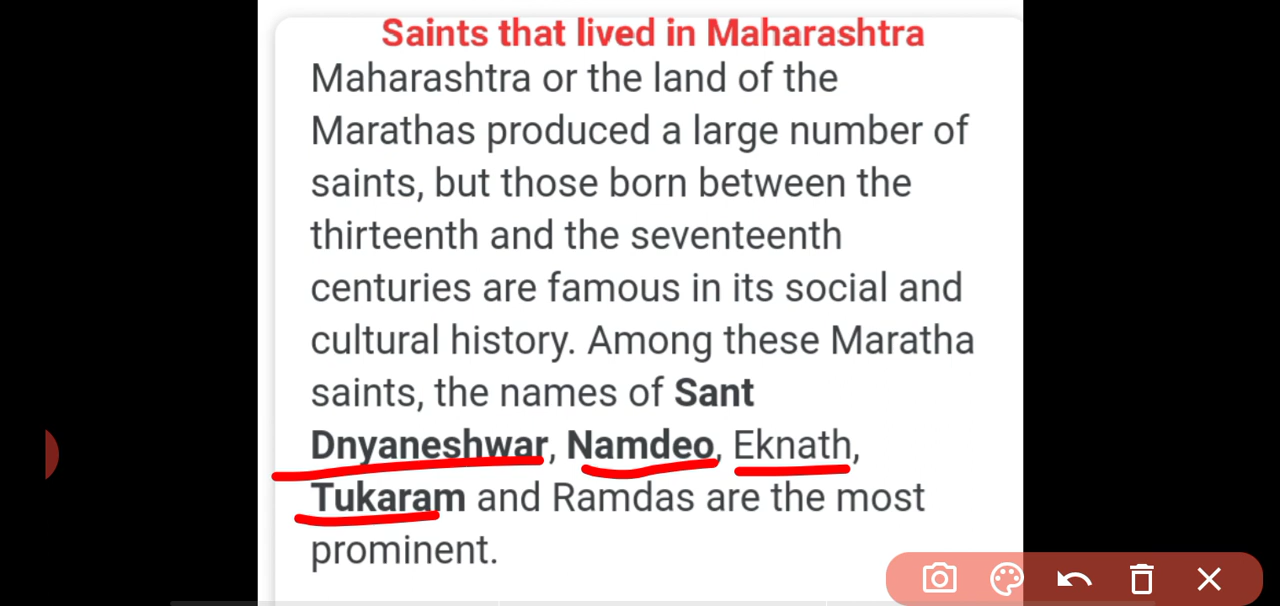 Saints that lived in Maharashtra
Maharashtra or the land of the
Marathas produced a large number of
saints, but those born between the
thirteenth and the seventeenth
centuries are famous in its social and
cultural history. Among these Maratha
saints, the names of Sant
Dnyaneshwar, Namdeo, Eknath,
Tukaram and Ramdas are the most
prominent.